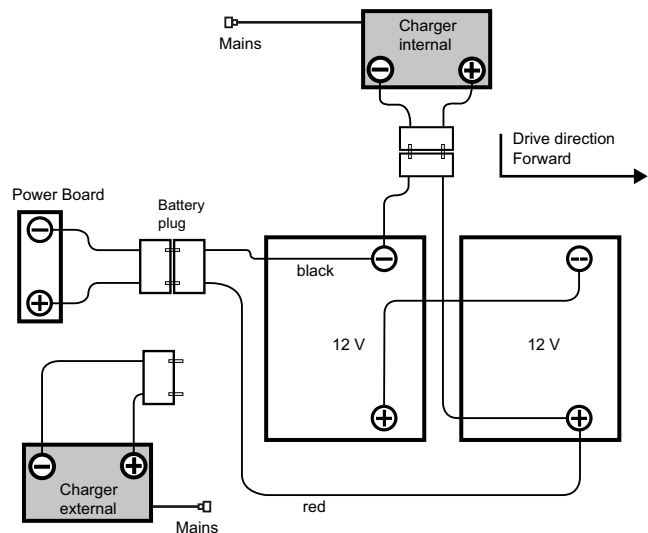 Charger
internal
Mains
Drive direction
Forward
Power Board
Battery
plug
black
12 V
12 V
Charger
external
red
Mains